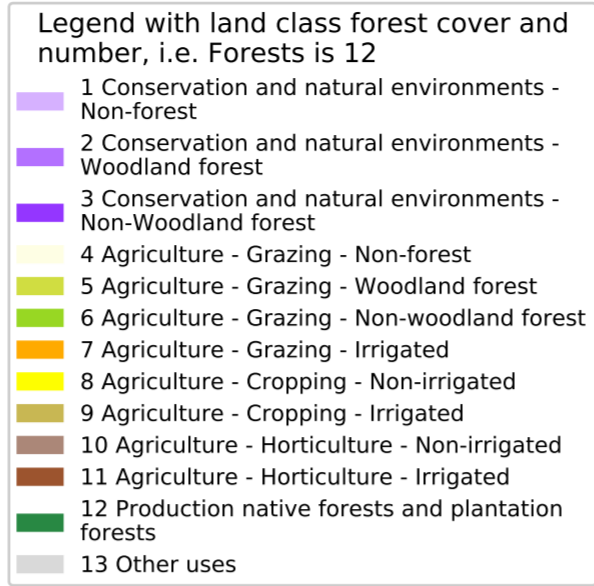 Legend with land class forest cover and
number, i.e. Forests is 12
1 Conservation and natural environments -
Non-forest
2 Conservation and natural environments -
Woodland forest
3 Conservation and natural environments -
Non-Woodland forest
4 Agriculture - Grazing - Non-forest
5 Agriculture - Grazing - Woodland forest
6 Agriculture - Grazing - Non-woodland forest
7 Agriculture - Grazing - Irrigated
8 Agriculture - Cropping - Non-irrigated
9 Agriculture - Cropping - Irrigated
10 Agriculture - Horticulture - Non-irrigated
11 Agriculture - Horticulture - Irrigated
12 Production native forests and plantation
forests
13 Other uses